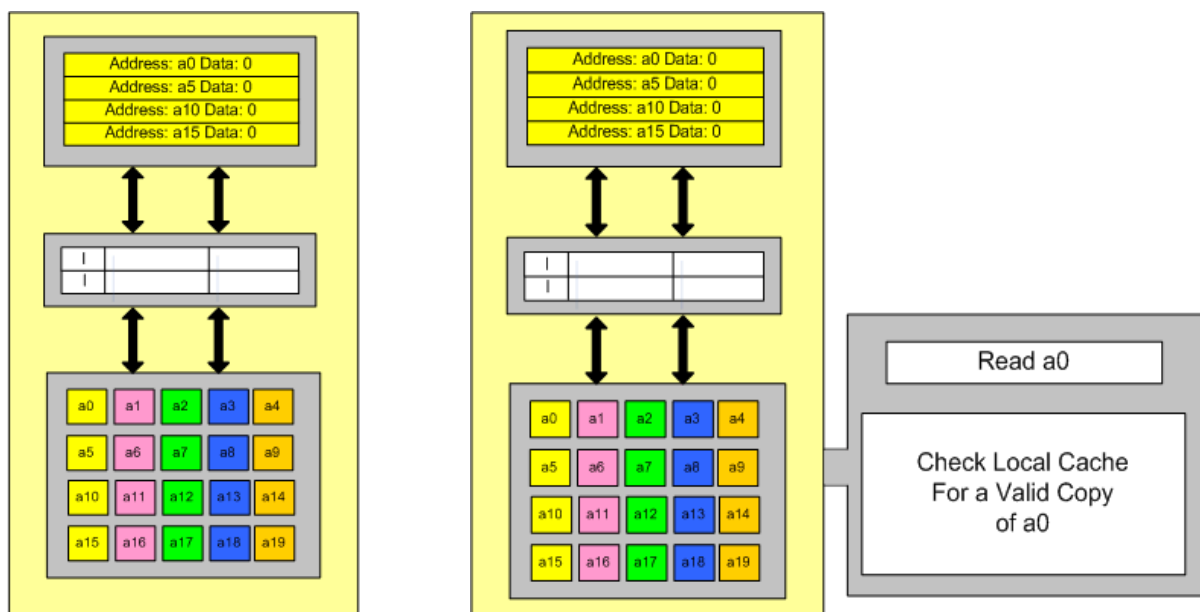 Address: a0 Data: 0
Address: a5 Data: 0
Address: a10 Data: 0
Address: a15 Data: 0
I
I
a0 a1 a2 a3 a4
a5 a6 a7 a8 a9
a10 a11 a12 a13 a14
a15 a16 a17 a18 a19
Address: a0 Data: 0
Address: a5 Data: 0
Address: a10 Data: 0
Address: a15 Data: 0
I
I
a0 a1 a2 a3 a4
a5 a6 a7 a8 a9
a10 a11 a12 a13 a14
a15 a16 a17 a18 a19
Read a0
Check Local Cache
For a Valid Copy
of a0